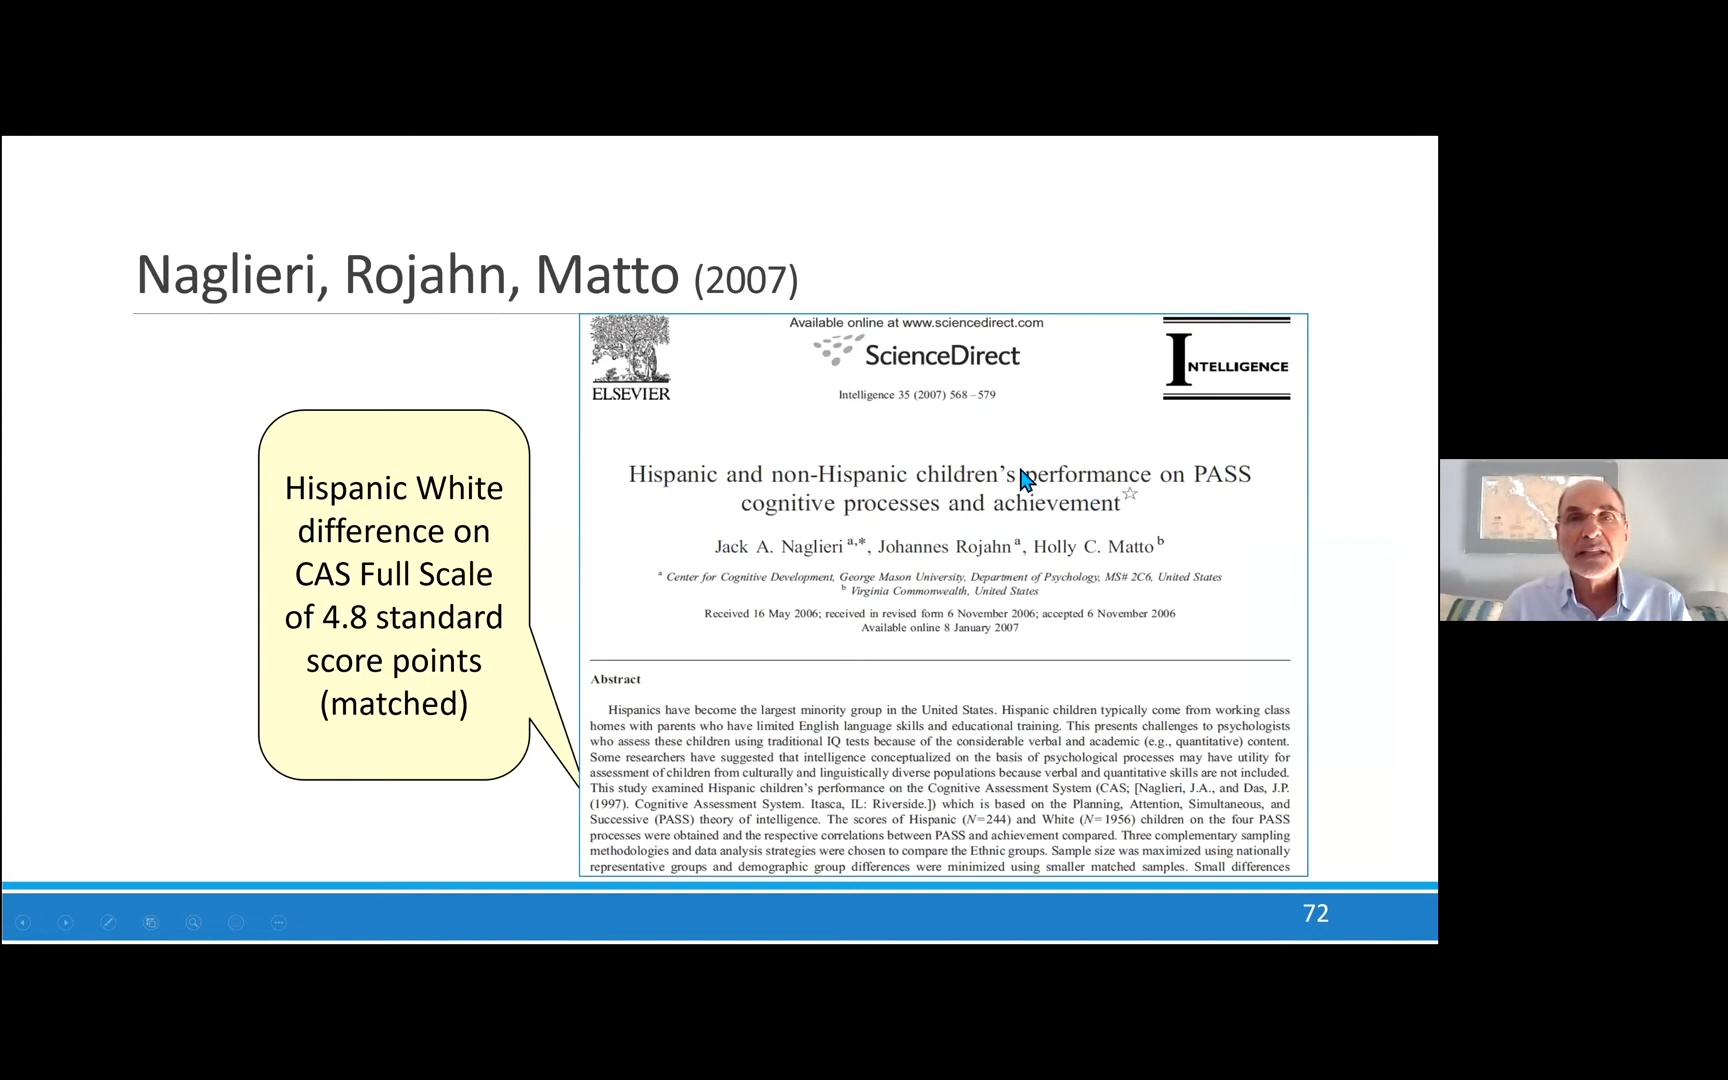 Naglieri, Rojahn, Matto (2007)
Available online at www.sciencedirect.com
ScienceDirect
ELSEVIER
INTELLIGENCE
Intelligence 35 (2007) 568–579
Hispanic White
difference on
CAS Full Scale
of 4.8 standard
score points
(matched)
Hispanic and non-Hispanic children's performance on PASS
cognitive processes and achievement☆
Jack A. Naglieri a,*, Johannes Rojahn a, Holly C. Matto b
a Center for Cognitive Development, George Mason University, Department of Psychology, MS# 2C6, United States
b Virginia Commonwealth, United States
Received 16 May 2006; received in revised form 6 November 2006; accepted 6 November 2006
Available online 8 January 2007
Abstract
Hispanics have become the largest minority group in the United States. Hispanic children typically come from working class
homes with parents who have limited English language skills and educational training. This presents challenges to psychologists
who assess these children using traditional IQ tests because of the considerable verbal and academic (e.g., quantitative) content.
Some researchers have suggested that intelligence conceptualized on the basis of psychological processes may have utility for
assessment of children from culturally and linguistically diverse populations because verbal and quantitative skills are not included.
This study examined Hispanic children's performance on the Cognitive Assessment System (CAS; [Naglieri, J.A., and Das, J.P.
(1997). Cognitive Assessment System. Itasca, IL: Riverside.]) which is based on the Planning, Attention, Simultaneous, and
Successive (PASS) theory of intelligence. The scores of Hispanic (N=244) and White (N=1956) children on the four PASS
processes were obtained and the respective correlations between PASS and achievement compared. Three complementary sampling
methodologies and data analysis strategies were chosen to compare the Ethnic groups. Sample size was maximized using nationally
representative groups and demographic group differences were minimized using smaller matched samples. Small differences
72